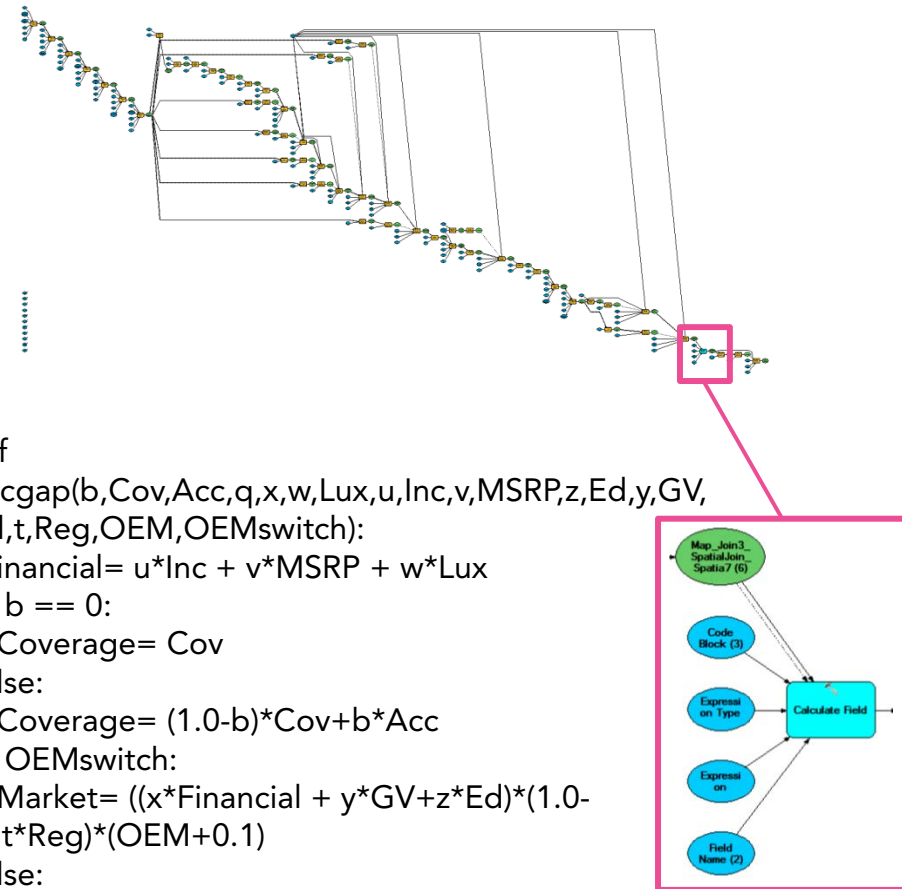 f
cgap(b,Cov,Acc,q,x,w,Lux,u,Inc,v,MSRP,z,Ed,y,GV,
,t,Reg,OEM,OEMswitch):
inancial= u*Inc + v*MSRP + w*Lux
b == 0:
Coverage= Cov
lse:
Coverage= (1.0-b)*Cov+b*Acc
OEMswitch:
Market= ((x*Financial + y*GV+z*Ed)*(1.0-
t*Reg)*(OEM+0.1)
lse:
Map_Join3_
SpatialJoin_
Spatia7 (6)
Code
Block (3)
Expressi
on Type
Calculate Field
Expressi
on
Field
Name (2)